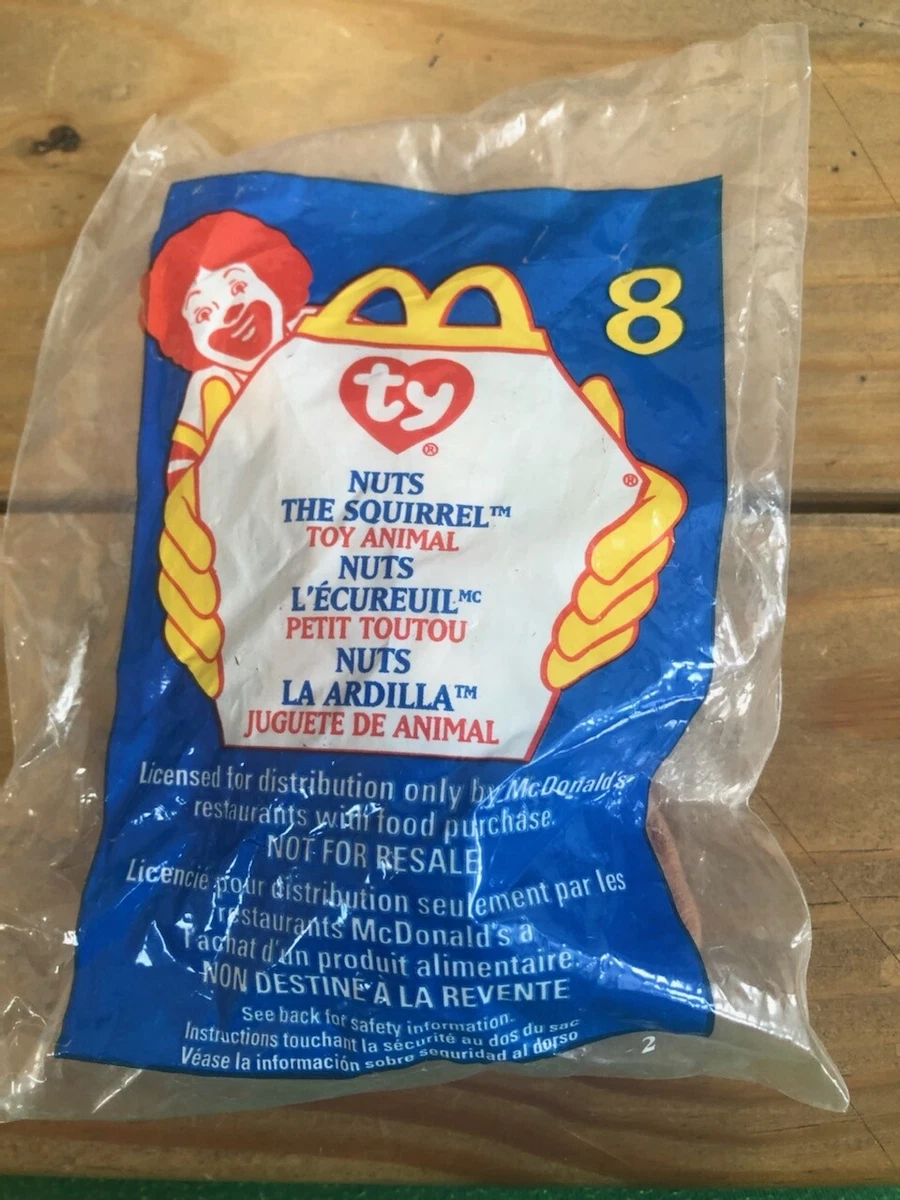 8
ty®
NUTS
THE SQUIRREL™
TOY ANIMAL
NUTS
L'ÉCUREUIL MC
PETIT TOUTOU
NUTS
LA ARDILLA™
JUGUETE DE ANIMAL
®
Licensed for distribution only by McDonald's
restaurants with food purchase.
NOT FOR RESALE
Licencié pour distribution seulement par les
restaurants McDonald's à
l'achat d'un produit alimentaire.
NON DESTINÉ À LA REVENTE
See back for safety information.
Instructions touchant la sécurité au dos du sac
Véase la información sobre seguridad al dorso
2